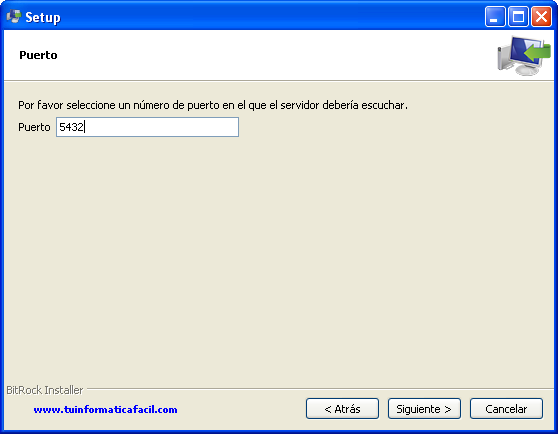 Setup
Puerto
Por favor seleccione un número de puerto en el que el servidor debería escuchar.
Puerto 5432
BitRock Installer
www.tuinformaticafacil.com
< Atrás Siguiente > Cancelar